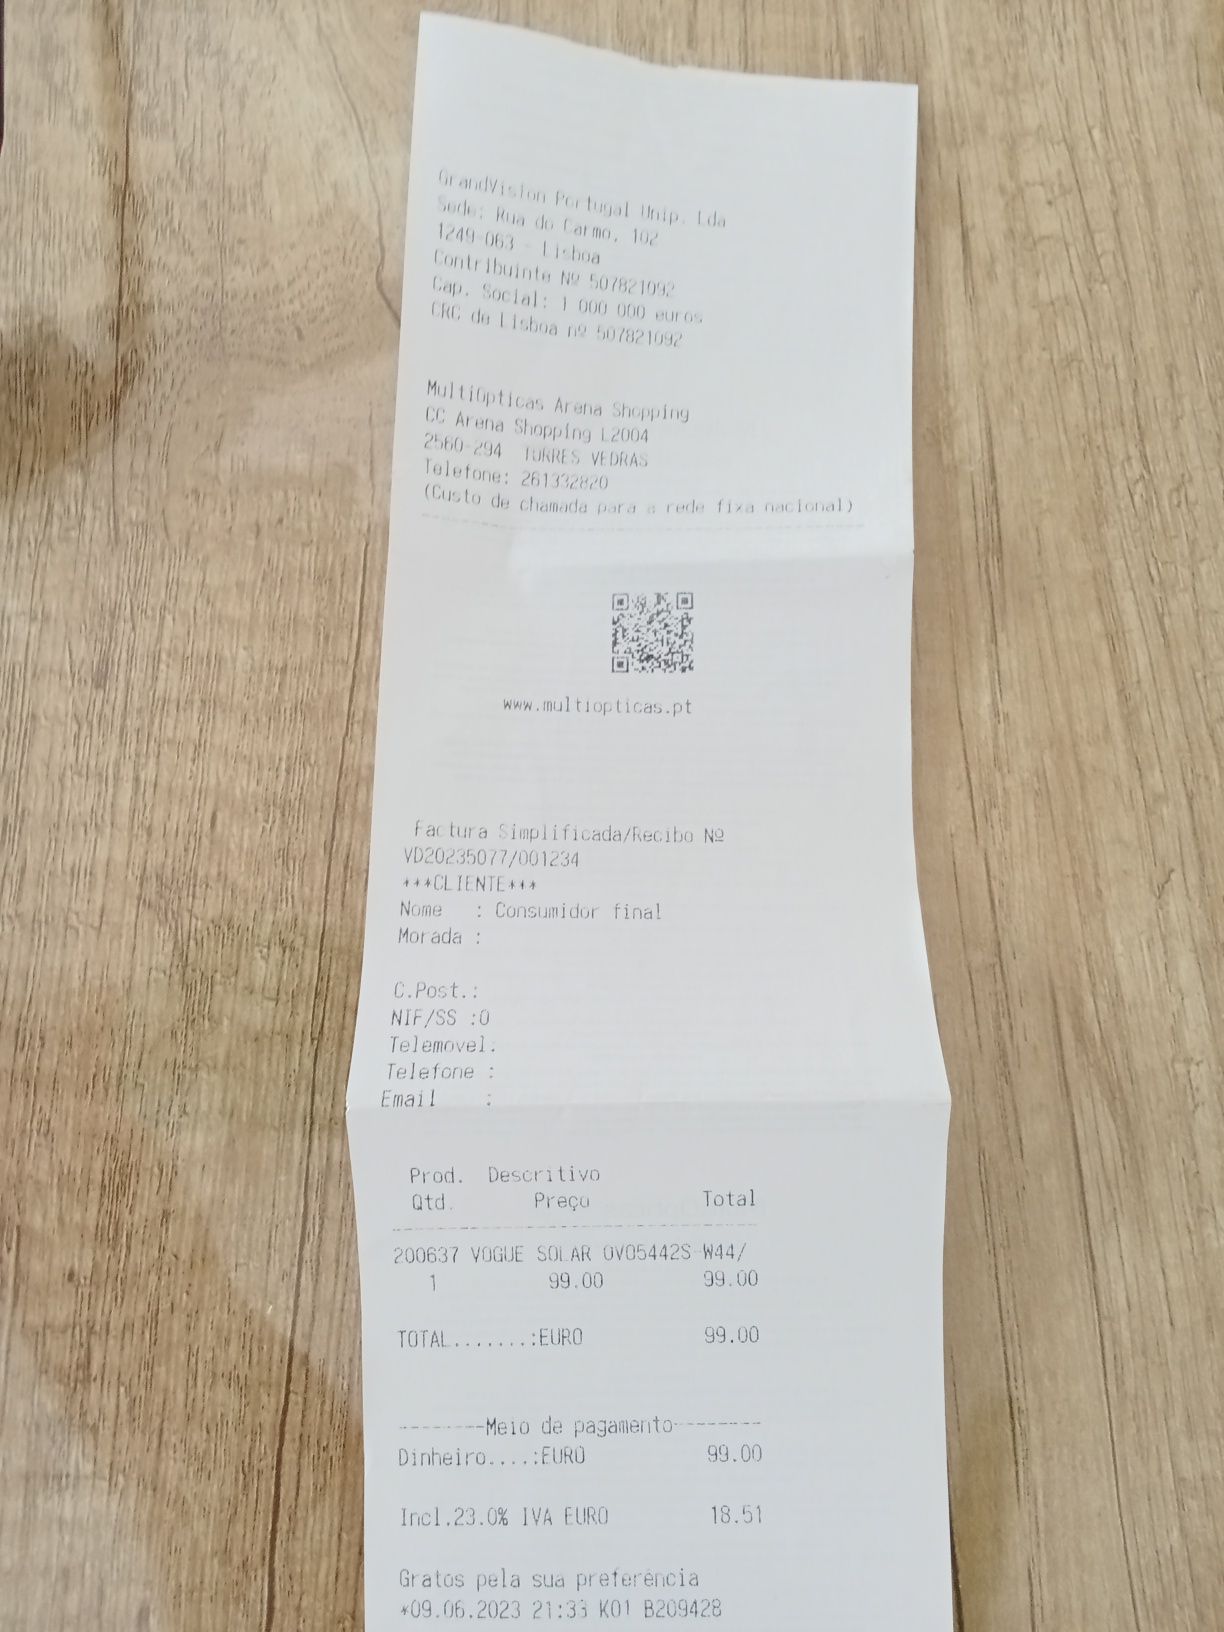 GrandVision Portugal Unip. Lda
Sede: Rua do Carmo, 102
1249-063 - Lisboa
Contribuinte Nº 507821092
Cap. Social: 1 000 000 euros
CRC de Lisboa nº 507821092
MultiOpticas Arena Shopping
CC Arena Shopping L2004
2560-294 TORRES VEDRAS
Telefone: 261332820
(Custo de chamada para a rede fixa nacional)
www.multiopticas.pt
Factura Simplificada/Recibo Nº
VD20235077/001234
***CLIENTE***
Nome : Consumidor final
Morada :
C.Post.:
NIF/SS :0
Telemovel:
Telefone :
Email :
Prod. Descritivo
Qtd. Preço Total
200637 VOGUE SOLAR 0VO5442S-W44/
1 99.00 99.00
TOTAL.......:EURO 99.00
--------Meio de pagamento--------
Dinheiro....:EURO 99.00
Incl.23.0% IVA EURO 18.51
Gratos pela sua preferência
*09.06.2023 21:33 K01 B209428